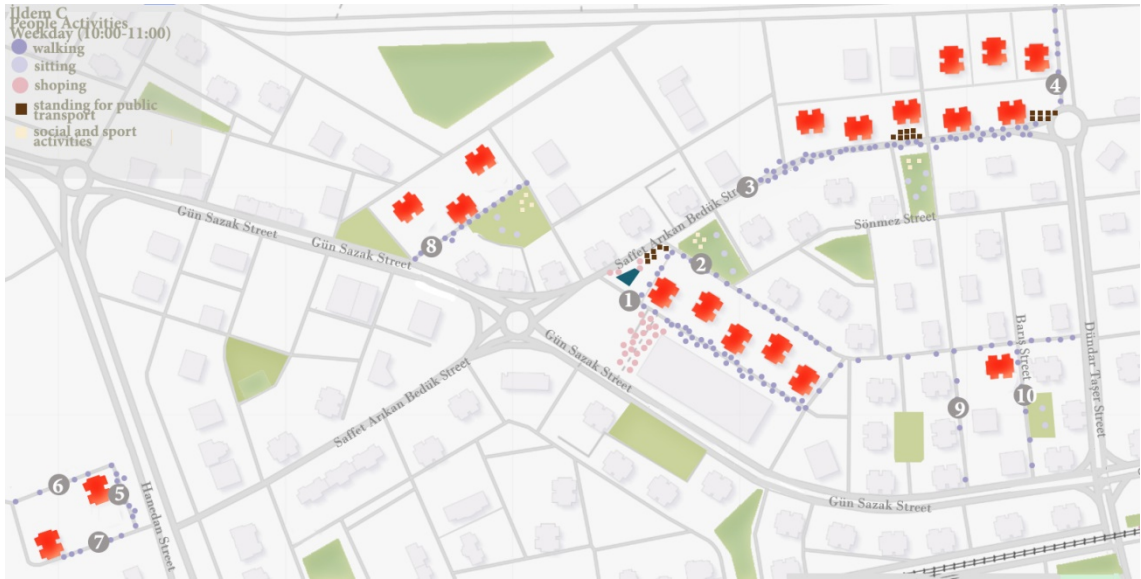 İldem C
People Activities
Weekday (10:00-11:00)
walking
sitting
shoping
standing for public
transport
social and sport
activities
4
3
Saffet Arıkan Bedük Street
Sönmez Street
Gün Sazak Street
Gün Sazak Street
8
2
1
Gün Sazak Street
Barış Street
Dündar Taşer Street
Saffet Arıkan Bedük Street
9
10
6
5
7
Hanedan Street
Gün Sazak Street